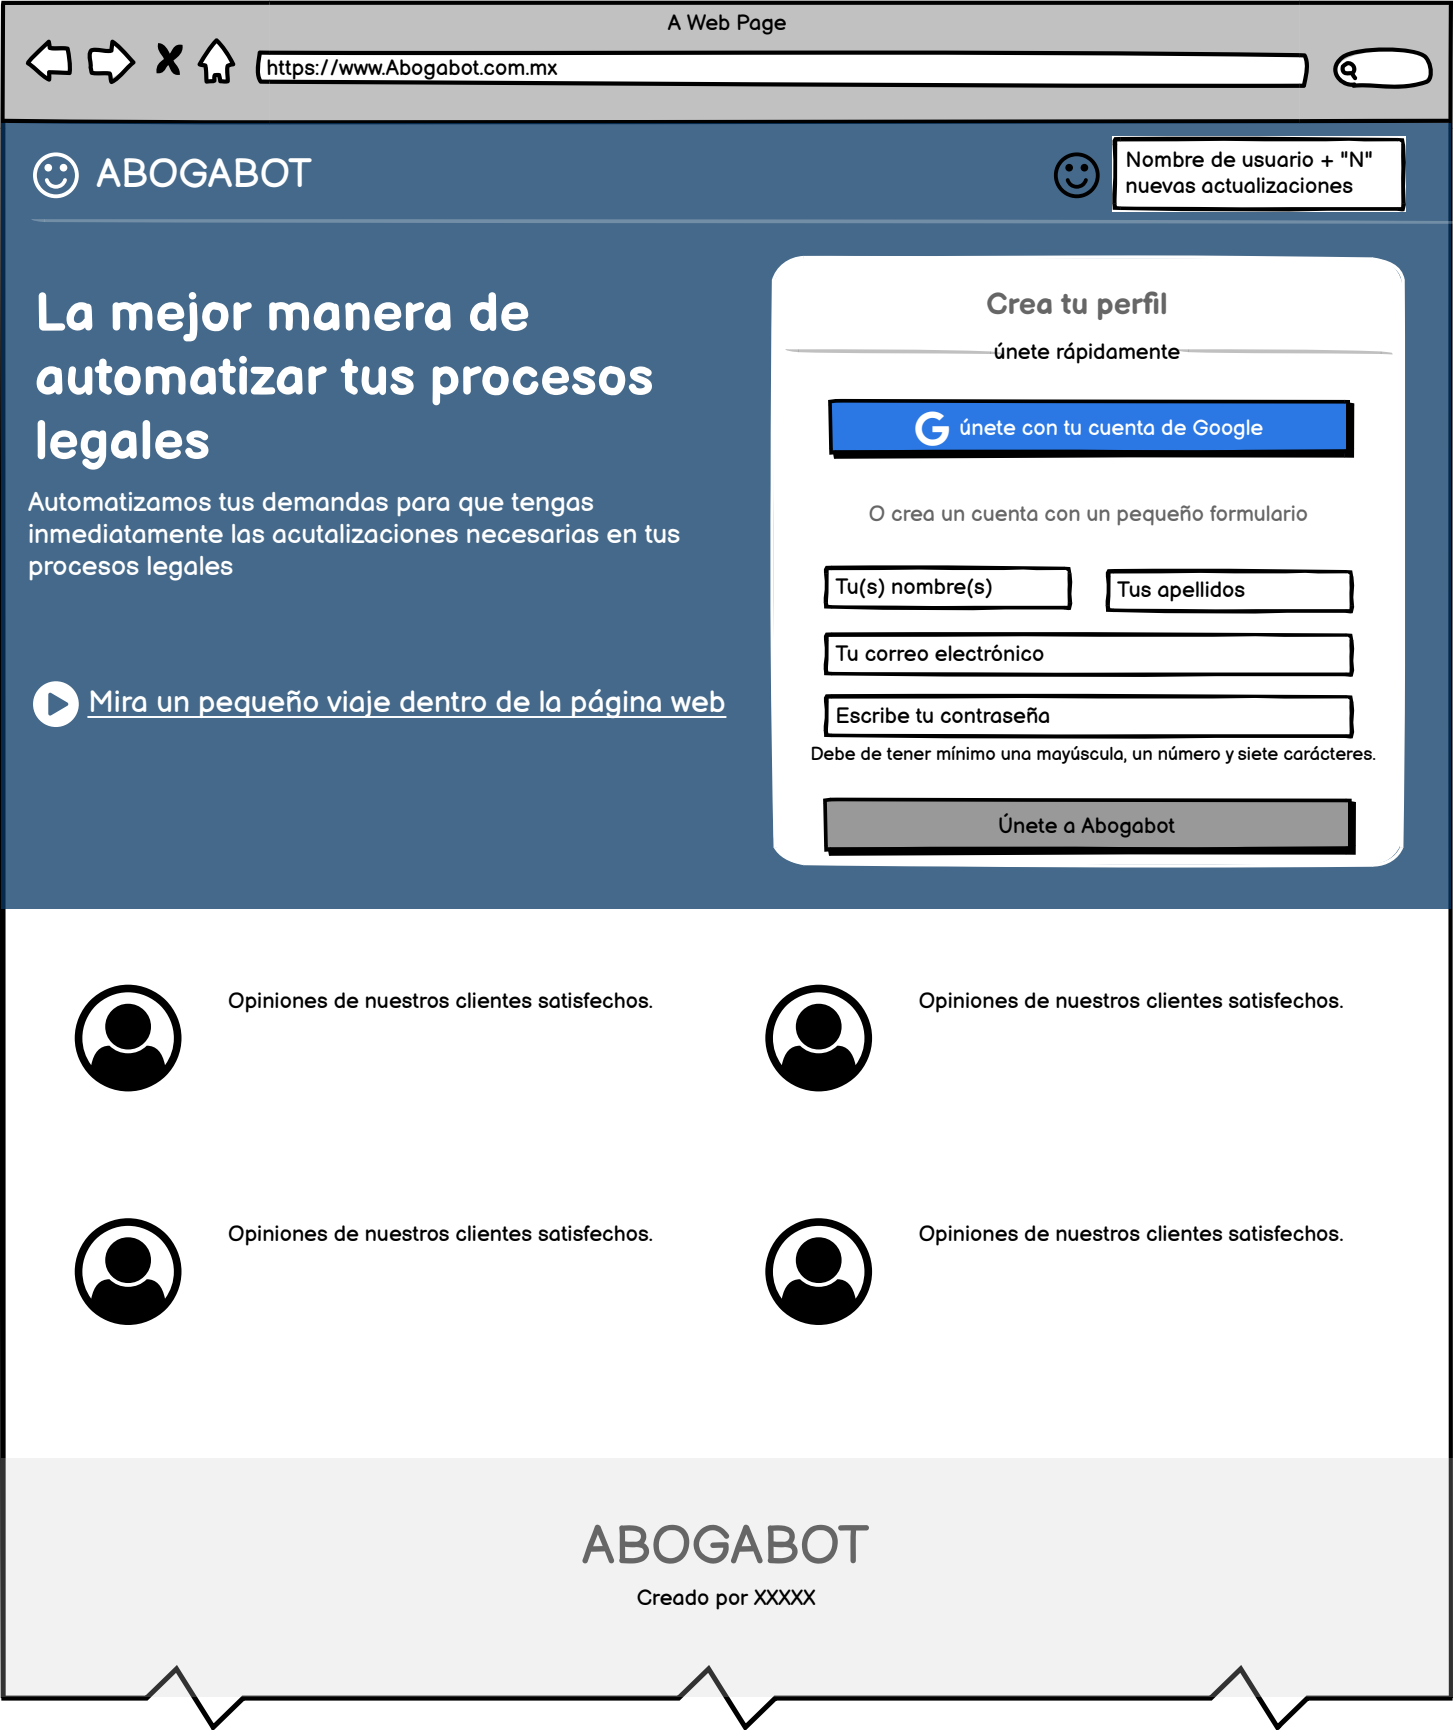 A Web Page
https://www.Abogabot.com.mx
ABOGABOT
Nombre de usuario + "N"
nuevas actualizaciones
La mejor manera de
automatizar tus procesos
legales
Automatizamos tus demandas para que tengas
inmediatamente las acutalizaciones necesarias en tus
procesos legales
Mira un pequeño viaje dentro de la página web
Crea tu perfil
únete rápidamente
G únete con tu cuenta de Google
O crea un cuenta con un pequeño formulario
Tu(s) nombre(s)
Tus apellidos
Tu correo electrónico
Escribe tu contraseña
Debe de tener mínimo una mayúscula, un número y siete carácteres.
Únete a Abogabot
Opiniones de nuestros clientes satisfechos.
Opiniones de nuestros clientes satisfechos.
Opiniones de nuestros clientes satisfechos.
Opiniones de nuestros clientes satisfechos.
ABOGABOT
Creado por XXXXX